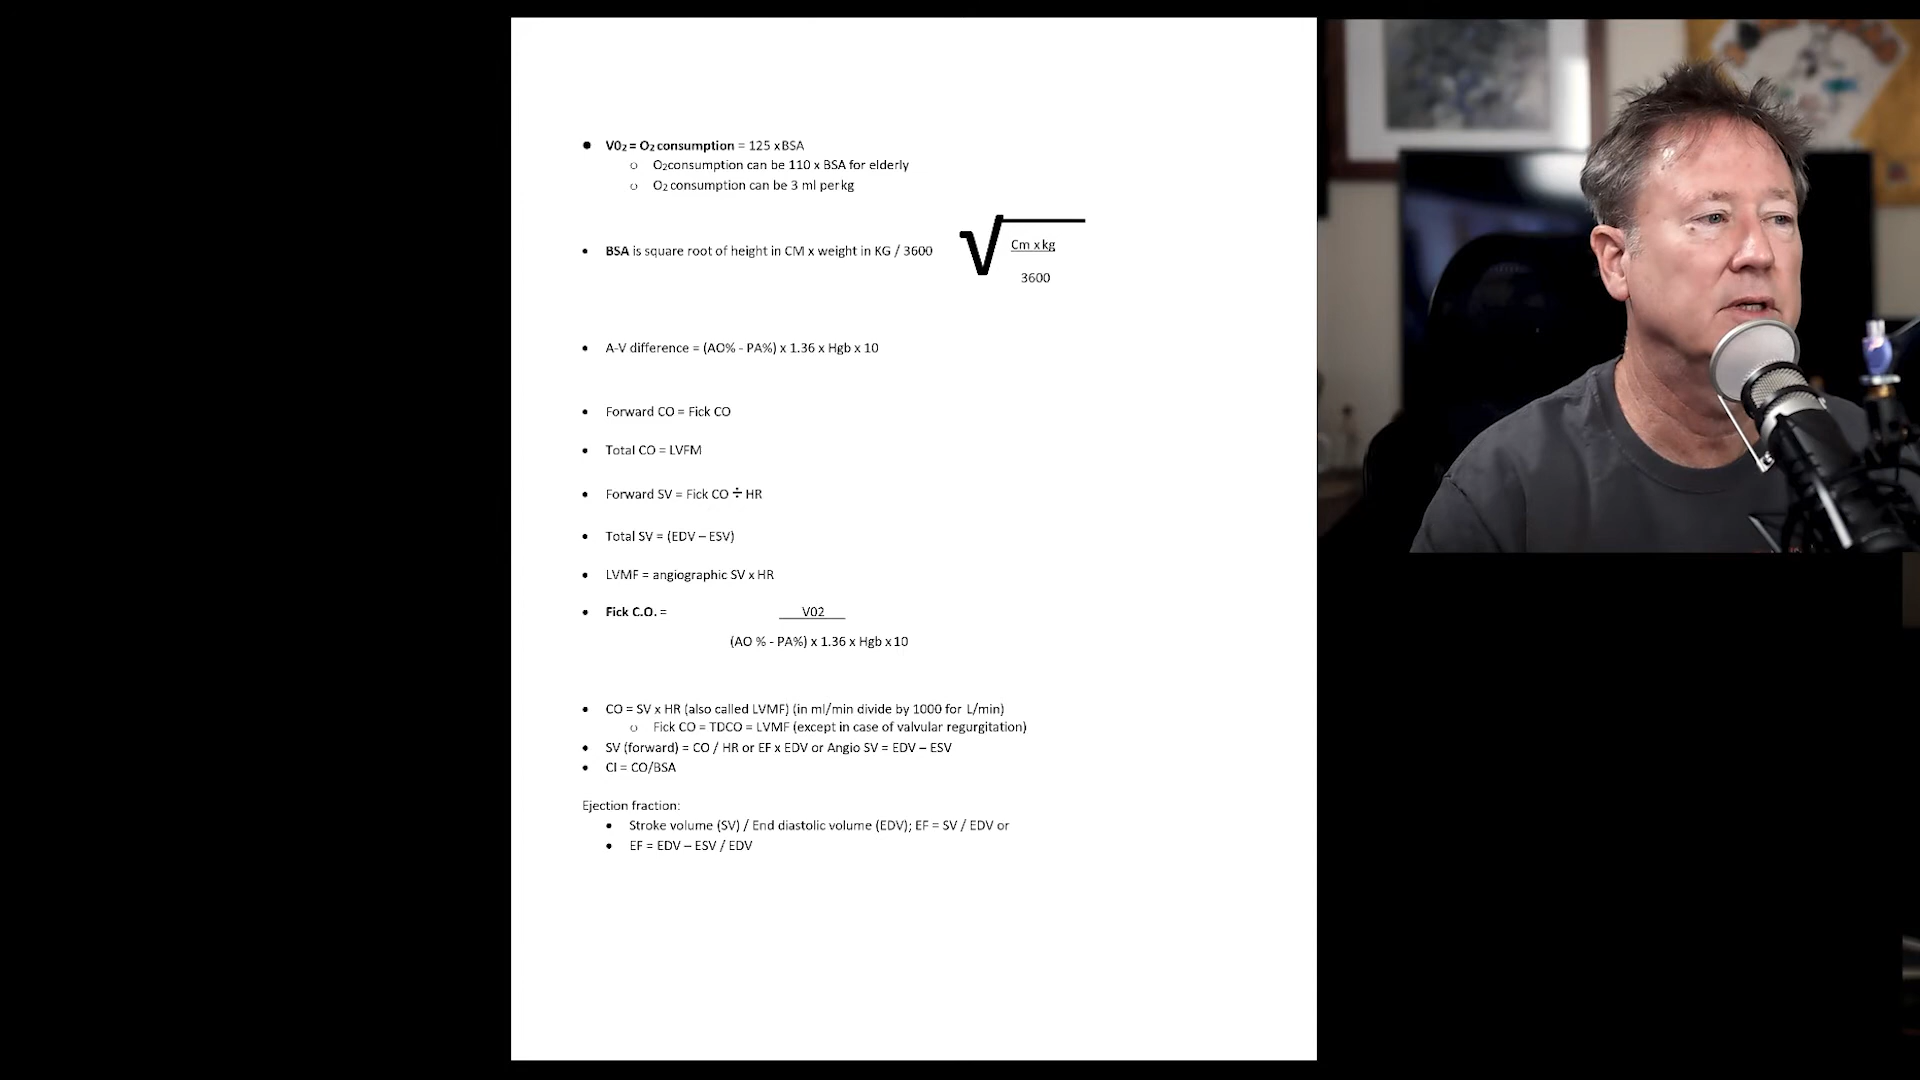 ● V0₂ = O₂ consumption = 125 x BSA
o O₂consumption can be 110 x BSA for elderly
o O₂ consumption can be 3 ml per kg
• BSA is square root of height in CM x weight in KG / 3600
√ Cm x kg
3600
• A-V difference = (AO% - PA%) x 1.36 x Hgb x 10
• Forward CO = Fick CO
• Total CO = LVFM
• Forward SV = Fick CO ÷ HR
• Total SV = (EDV – ESV)
• LVMF = angiographic SV x HR
• Fick C.O. = V02
(AO % - PA%) x 1.36 x Hgb x 10
• CO = SV x HR (also called LVMF) (in ml/min divide by 1000 for L/min)
o Fick CO = TDCO = LVMF (except in case of valvular regurgitation)
• SV (forward) = CO / HR or EF x EDV or Angio SV = EDV – ESV
• CI = CO/BSA
Ejection fraction:
• Stroke volume (SV) / End diastolic volume (EDV); EF = SV / EDV or
• EF = EDV – ESV / EDV